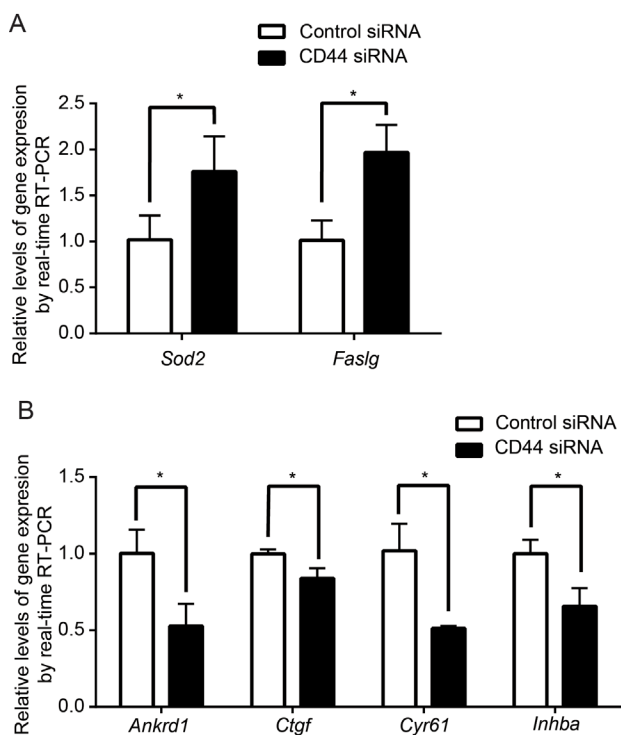 A
Control siRNA
CD44 siRNA
Relative levels of gene expresion
by real-time RT-PCR
2.5
2.0
1.5
1.0
0.5
0.0
*
*
Sod2
Faslg
B
Control siRNA
CD44 siRNA
Relative levels of gene expresion
by real-time RT-PCR
1.5
1.0
0.5
0.0
*
*
*
*
Ankrd1
Ctgf
Cyr61
Inhba